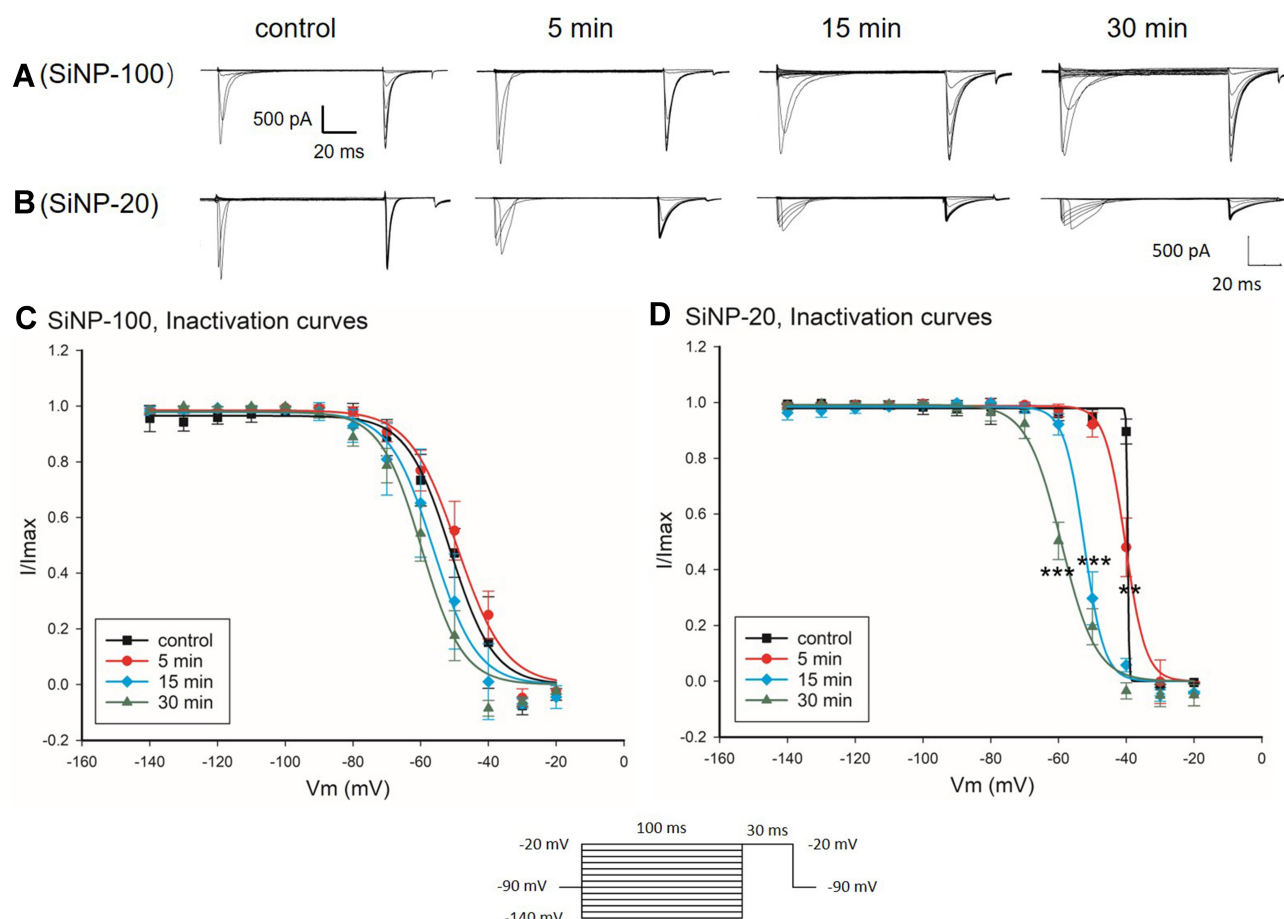 control 5 min 15 min 30 min
A (SiNP-100)
500 pA
20 ms
B (SiNP-20)
500 pA
20 ms
C SiNP-100, Inactivation curves
1.2
1.0
0.8
0.6
0.4
0.2
0.0
-0.2
I/Imax
control
5 min
15 min
30 min
-160 -140 -120 -100 -80 -60 -40 -20 0
Vm (mV)
D SiNP-20, Inactivation curves
1.2
1.0
0.8
0.6
0.4
0.2
0.0
-0.2
I/Imax
***
***
**
control
5 min
15 min
30 min
-160 -140 -120 -100 -80 -60 -40 -20 0
Vm (mV)
100 ms 30 ms
-20 mV -20 mV
-90 mV -90 mV
-140 mV